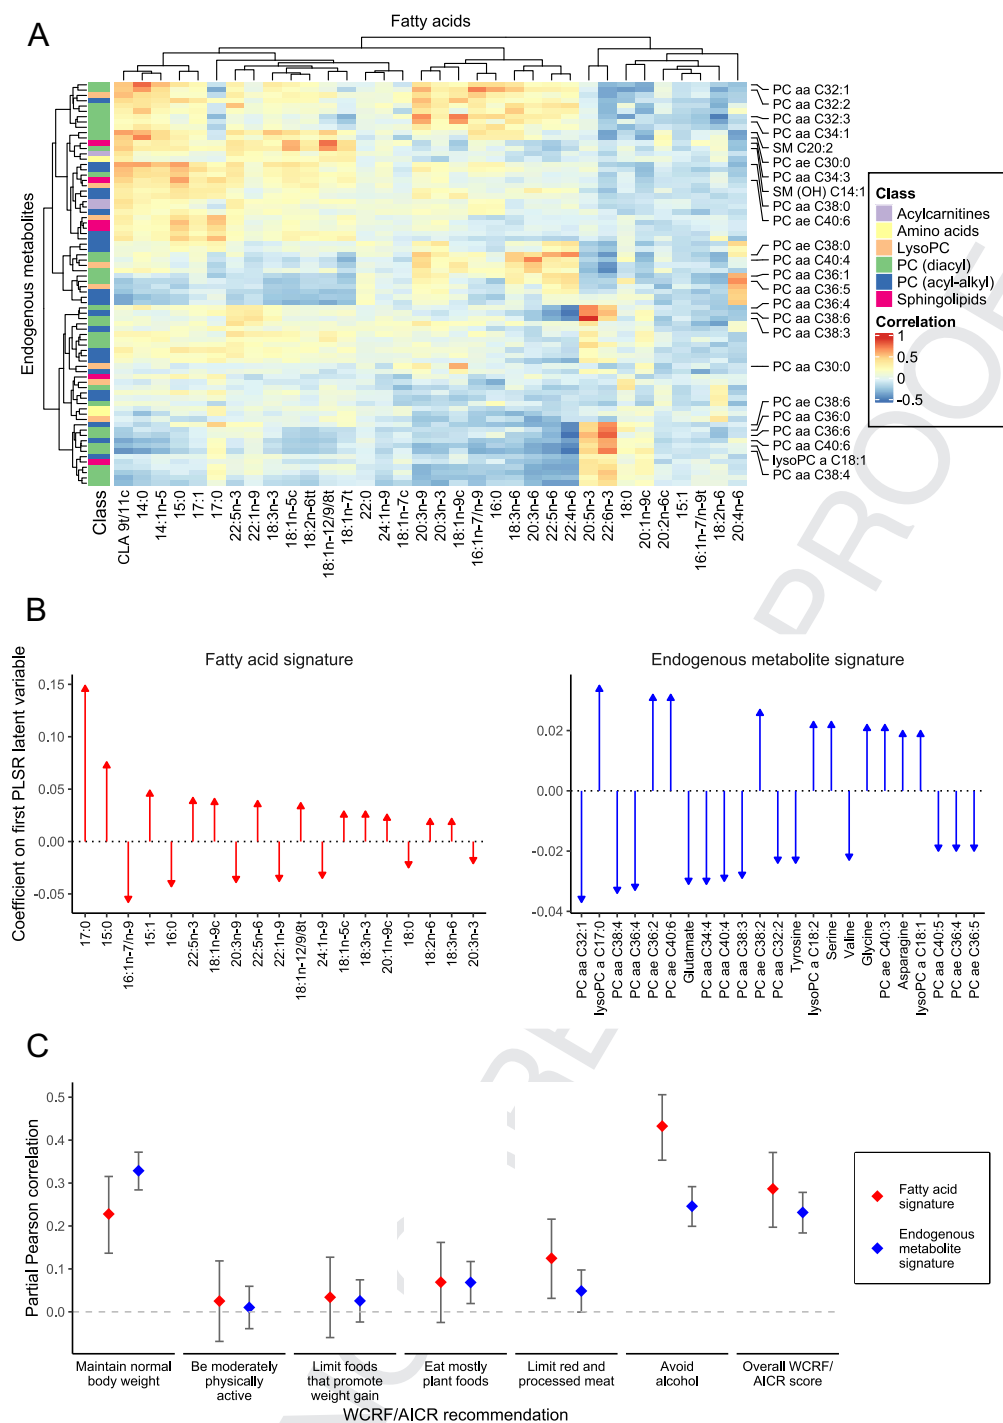 A
Fatty acids
Endogenous metabolites
PC aa C32:1
PC aa C32:2
PC aa C32:3
PC aa C34:1
SM C20:2
PC ae C30:0
PC aa C34:3
SM (OH) C14:1
PC aa C38:0
PC ae C40:6
PC ae C38:0
PC aa C40:4
PC aa C36:1
PC aa C36:5
PC aa C36:4
PC aa C38:6
PC aa C38:3
PC aa C30:0
PC ae C38:6
PC aa C36:0
PC aa C36:6
PC aa C40:6
lysoPC a C18:1
PC aa C38:4
Class
Acylcarnitines
Amino acids
LysoPC
PC (diacyl)
PC (acyl-alkyl)
Sphingolipids
Correlation
1
0.5
0
-0.5
Class
CLA 9t/11c
14:0
14:1n-5
15:0
17:1
17:0
22:5n-3
22:1n-9
18:3n-3
18:1n-5c
18:2n-6tt
18:1n-12/9/8t
18:1n-7t
22:0
24:1n-9
18:1n-7c
20:3n-9
20:3n-3
18:1n-9c
16:1n-7/n-9
16:0
18:3n-6
20:3n-6
22:5n-6
22:4n-6
20:5n-3
22:6n-3
18:0
20:1n-9c
20:2n-6c
15:1
16:1n-7/n-9t
18:2n-6
20:4n-6
PROOF
B
Fatty acid signature
Coefficient on first PLSR latent variable
0.15
0.10
0.05
0.00
-0.05
17:0
15:0
16:1n-7/n-9
15:1
16:0
22:5n-3
18:1n-9c
20:3n-9
22:5n-6
22:1n-9
18:1n-12/9/8t
24:1n-9
18:1n-5c
18:3n-3
20:1n-9c
18:0
18:2n-6
18:3n-6
20:3n-3
Endogenous metabolite signature
0.02
0.00
-0.02
-0.04
PC aa C32:1
lysoPC a C17:0
PC aa C36:4
PC aa C36:4
PC ae C36:2
PC ae C40:6
Glutamate
PC aa C34:4
PC aa C40:4
PC aa C38:3
PC ae C38:2
PC aa C32:2
Tyrosine
lysoPC a C18:2
Serine
Valine
Glycine
PC ae C40:3
Asparagine
lysoPC a C18:1
PC aa C40:5
PC ae C36:4
PC ae C36:5
C
Partial Pearson correlation
0.5
0.4
0.3
0.2
0.1
0.0
Fatty acid
signature
Endogenous
metabolite
signature
Maintain normal
body weight
Be moderately
physically
active
Limit foods
that promote
weight gain
Eat mostly
plant foods
Limit red and
processed meat
Avoid
alcohol
Overall WCRF/
AICR score
WCRF/AICR recommendation